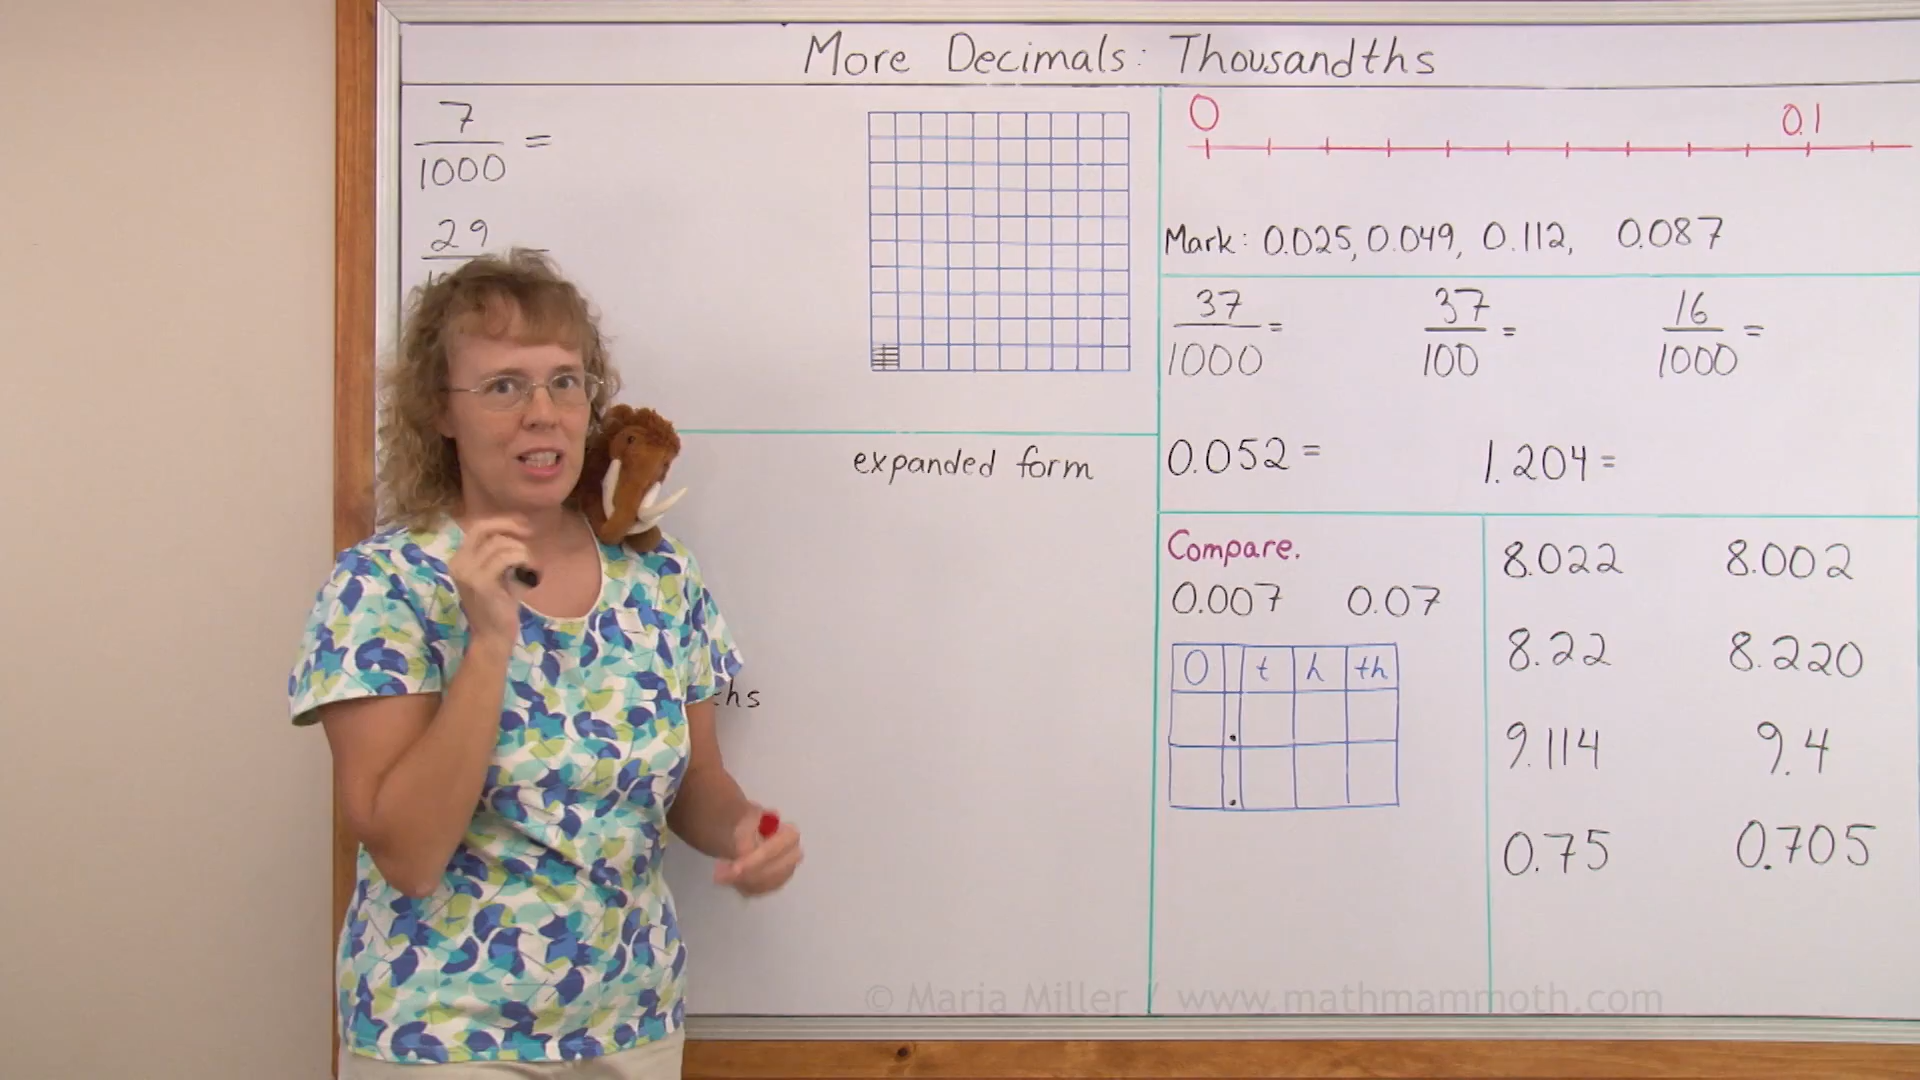 More Decimals: Thousandths
7
1000 =
29
expanded form
0 0.1
Mark: 0.025, 0.049, 0.112, 0.087
37/1000 = 37/100 = 16/1000 =
0.052 = 1.204 =
Compare.
0.007 0.07
O t h th
. 
.
8.022 8.002
8.22 8.220
9.114 9.4
0.75 0.705
© Maria Miller / www.mathmammoth.com